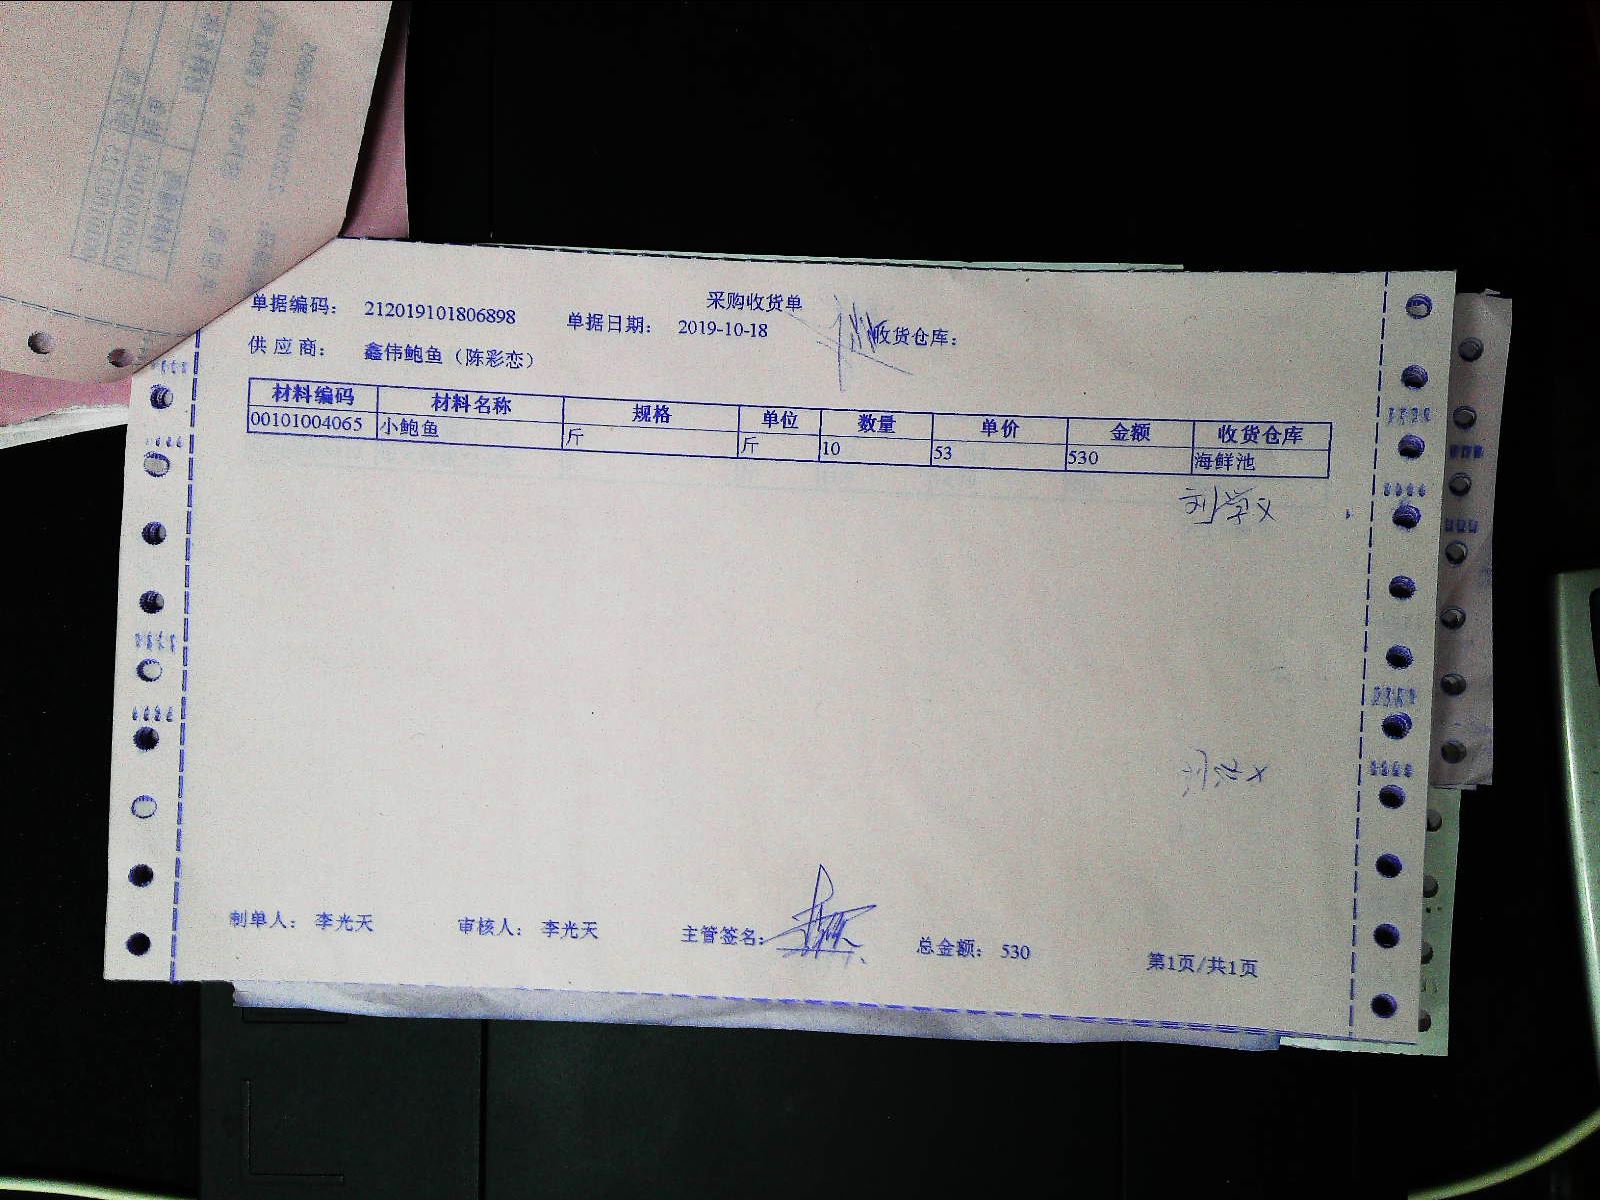 采购收货单
单据编码： 212019101806898 单据日期： 2019-10-18 收货仓库：
供应商： 鑫伟鲍鱼（陈彩恋）
材料编码 材料名称 规格 单位 数量 单价 金额 收货仓库
00101004065 小鲍鱼 斤 斤 10 53 530 海鲜池
刘学义
制单人： 李光天 审核人： 李光天 主管签名： 总金额： 530 第1页/共1页